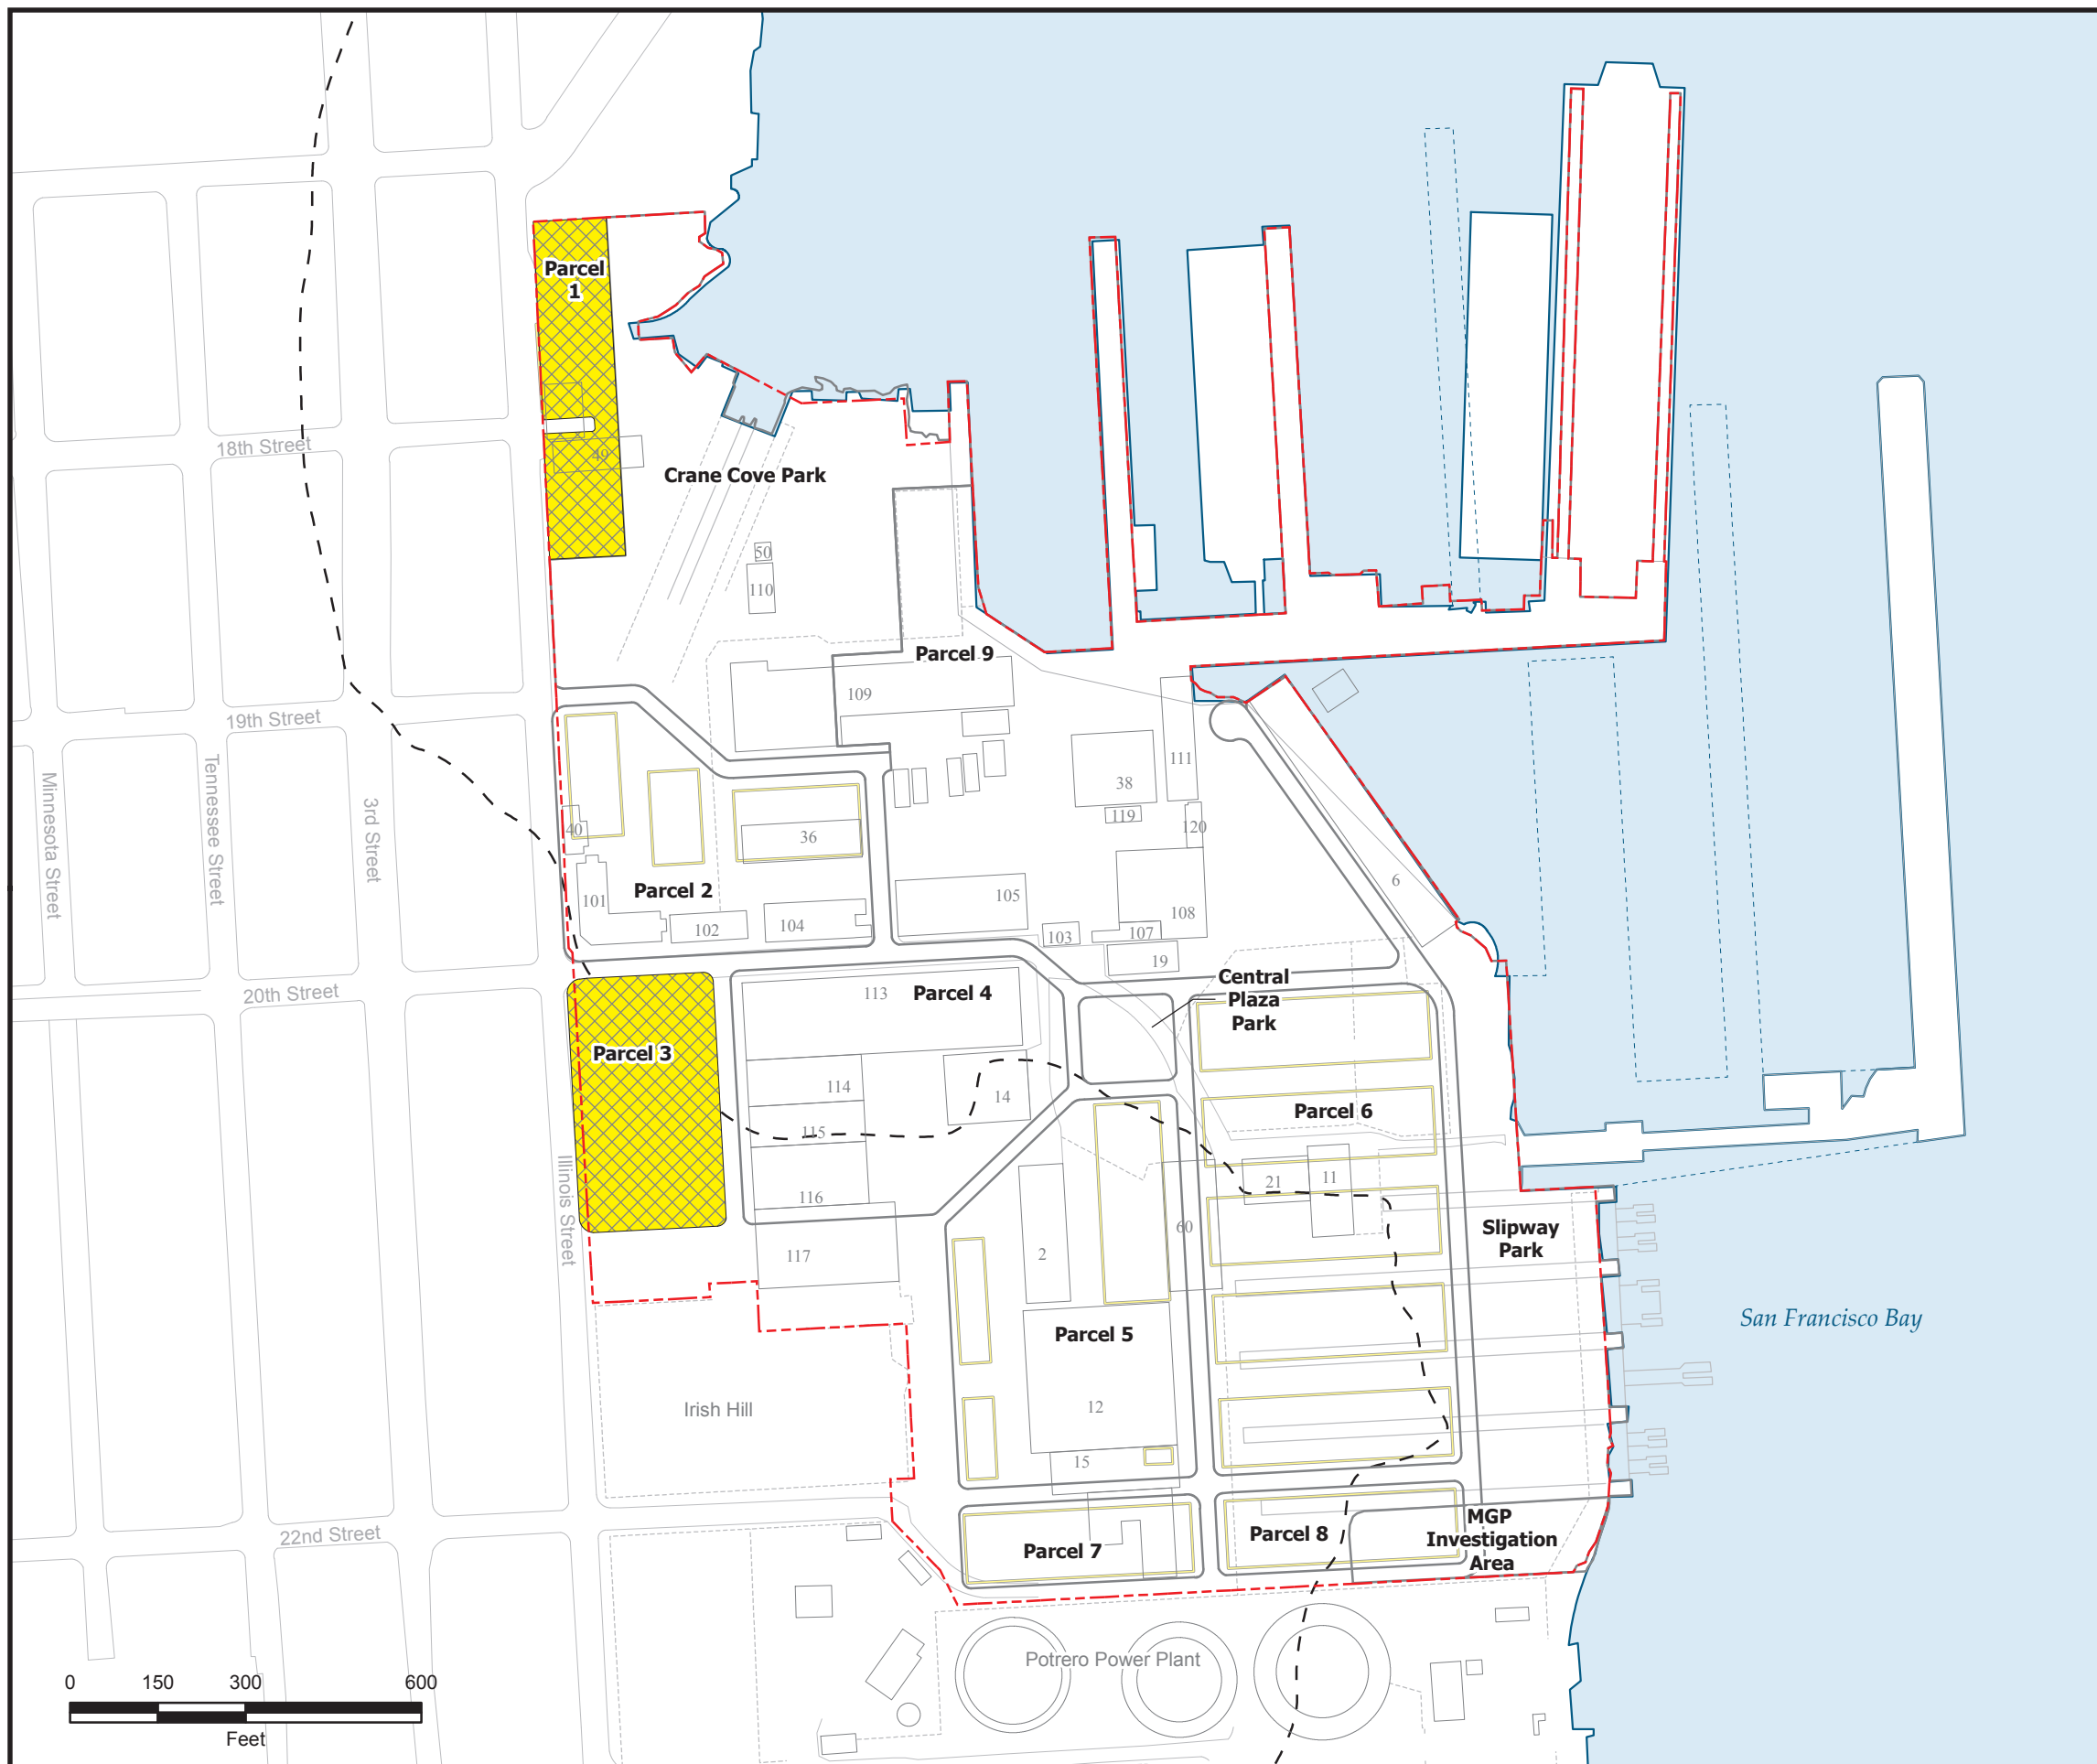 Parcel
1
18th Street
49
Crane Cove Park
50
110
Parcel 9
109
19th Street
Minnesota Street
Tennessee Street
3rd Street
38
111
119
120
40
36
6
Parcel 2
101
102
104
105
108
103
107
19
20th Street
113
Parcel 4
Central
Plaza
Park
Parcel 3
114
14
115
Parcel 6
116
21
11
Illinois Street
117
2
60
Slipway
Park
San Francisco Bay
Parcel 5
Irish Hill
12
15
22nd Street
Parcel 7
Parcel 8
MGP
Investigation
Area
Potrero Power Plant
0 150 300 600
Feet